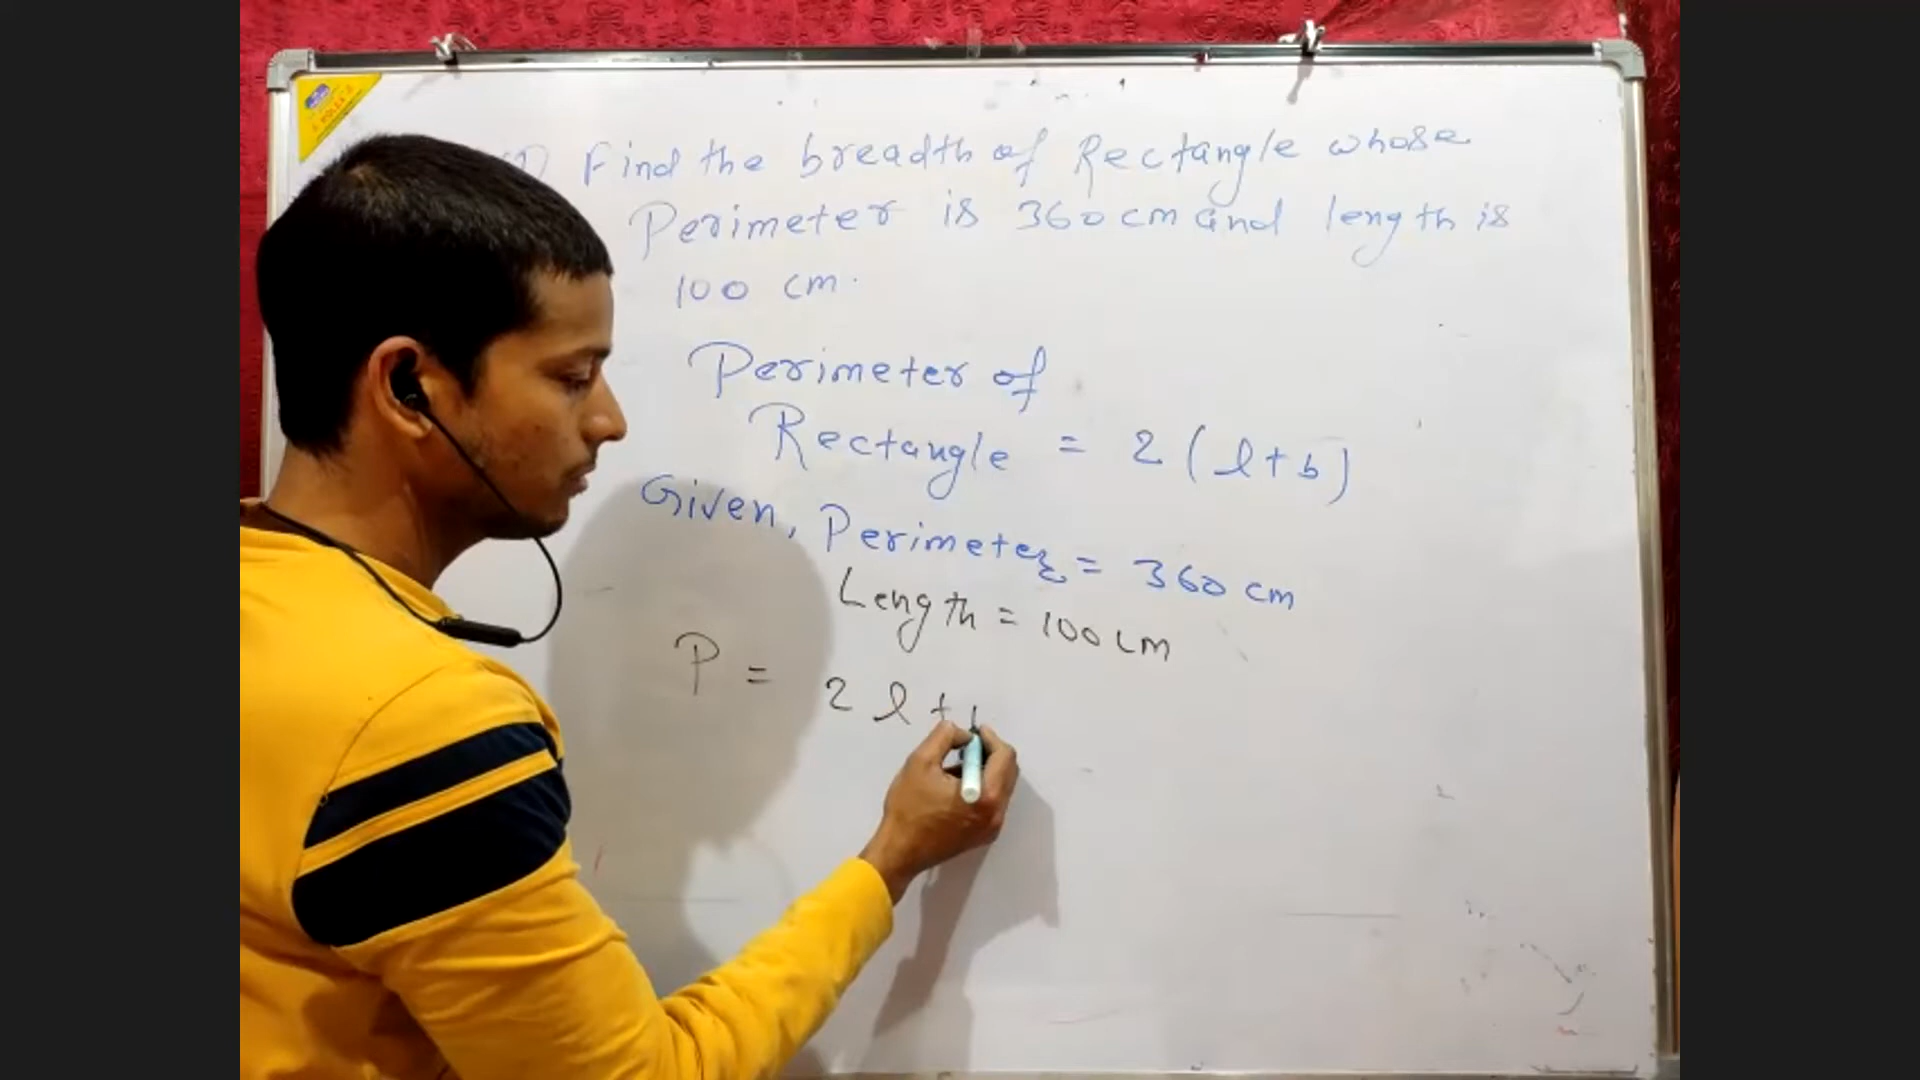 Find the breadth of Rectangle whose
Perimeter is 360 cm and length is
100 cm.
Perimeter of
Rectangle = 2 ( l + b )
Given, Perimeter = 360 cm
Length = 100 cm
P = 2 l +